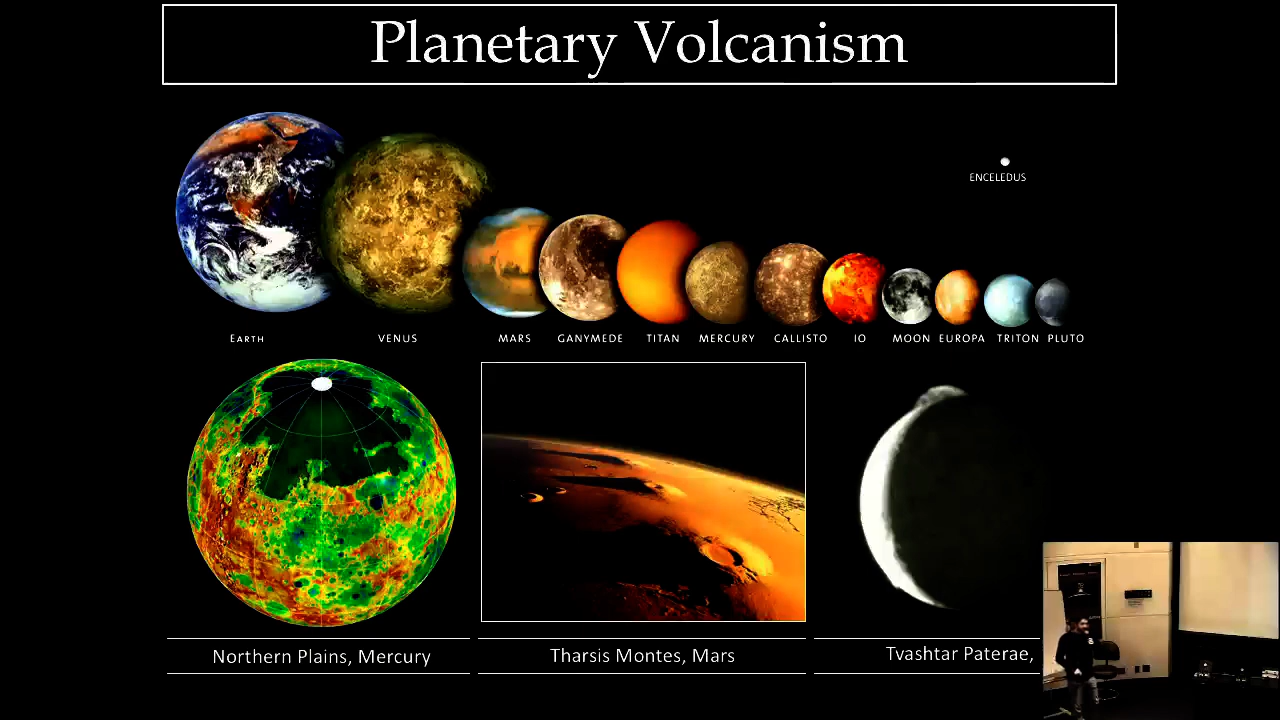 Planetary Volcanism
ENCELEDUS
EARTH VENUS MARS GANYMEDE TITAN MERCURY CALLISTO IO MOON EUROPA TRITON PLUTO
Northern Plains, Mercury
Tharsis Montes, Mars
Tvashtar Paterae,